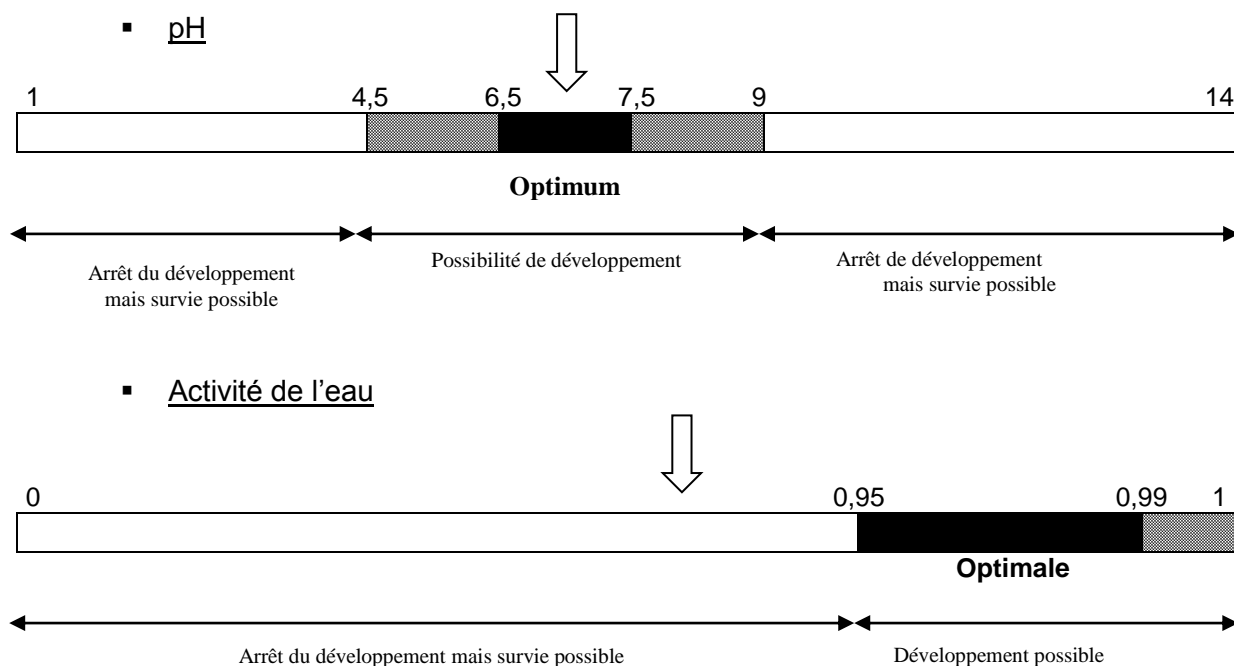 ▪ pH
1 4,5 6,5 7,5 9 14
Optimum
Arrêt du développement
mais survie possible
Possibilité de développement
Arrêt de développement
mais survie possible
▪ Activité de l'eau
0 0,95 0,99 1
Optimale
Arrêt du développement mais survie possible
Développement possible